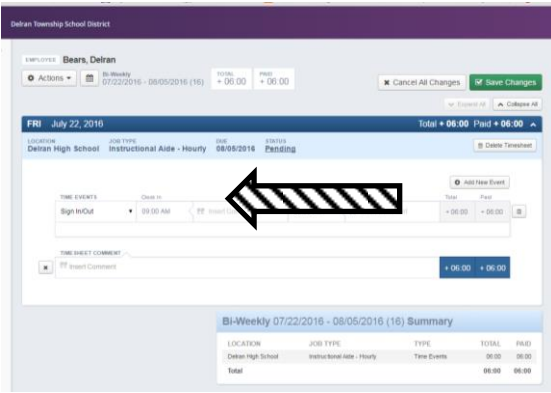 Delran Township School District
EMPLOYEE Bears, Delran
Actions
Bi-Weekly
07/22/2016 - 08/05/2016 (16)
TOTAL
+ 06:00
PAID
+ 06:00
Cancel All Changes
Save Changes
Expand All
Collapse All
FRI July 22, 2016
Total + 06:00 Paid + 06:00
LOCATION
Delran High School
JOB TYPE
Instructional Aide - Hourly
DUE
08/05/2016
STATUS
Pending
Delete Timesheet
Add New Event
TIME EVENTS
Clock In
Total
Paid
Sign In/Out
09:00 AM
Insert
+ 06:00
+ 06:00
TIME SHEET COMMENT
Insert Comment
+ 06:00
+ 06:00
Bi-Weekly 07/22/2016 - 08/05/2016 (16) Summary
LOCATION JOB TYPE TYPE TOTAL PAID
Delran High School Instructional Aide - Hourly Time Events 06:00 06:00
Total 06:00 06:00